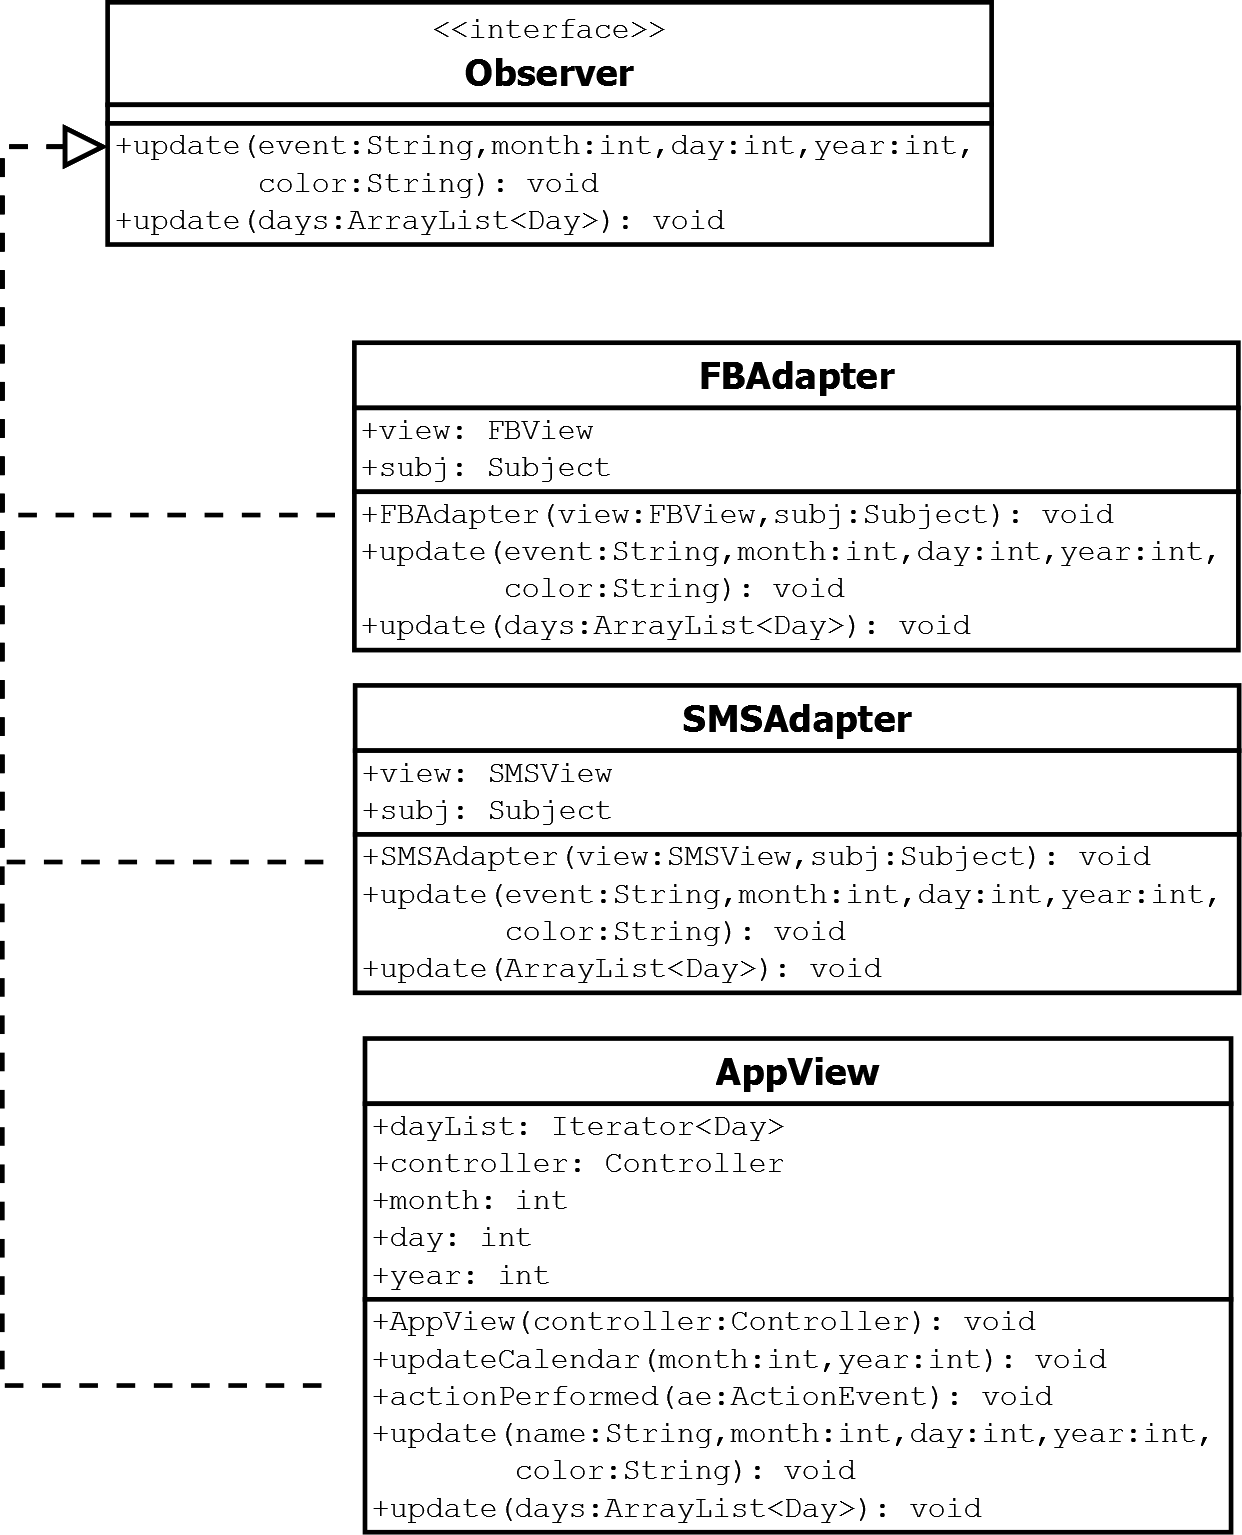 <<interface>>
Observer
+update(event:String,month:int,day:int,year:int,
color:String): void
+update(days:ArrayList<Day>): void
FBAdapter
+view: FBView
+subj: Subject
+FBAdapter(view:FBView,subj:Subject): void
+update(event:String,month:int,day:int,year:int,
color:String): void
+update(days:ArrayList<Day>): void
SMSAdapter
+view: SMSView
+subj: Subject
+SMSAdapter(view:SMSView,subj:Subject): void
+update(event:String,month:int,day:int,year:int,
color:String): void
+update(ArrayList<Day>): void
AppView
+dayList: Iterator<Day>
+controller: Controller
+month: int
+day: int
+year: int
+AppView(controller:Controller): void
+updateCalendar(month:int,year:int): void
+actionPerformed(ae:ActionEvent): void
+update(name:String,month:int,day:int,year:int,
color:String): void
+update(days:ArrayList<Day>): void